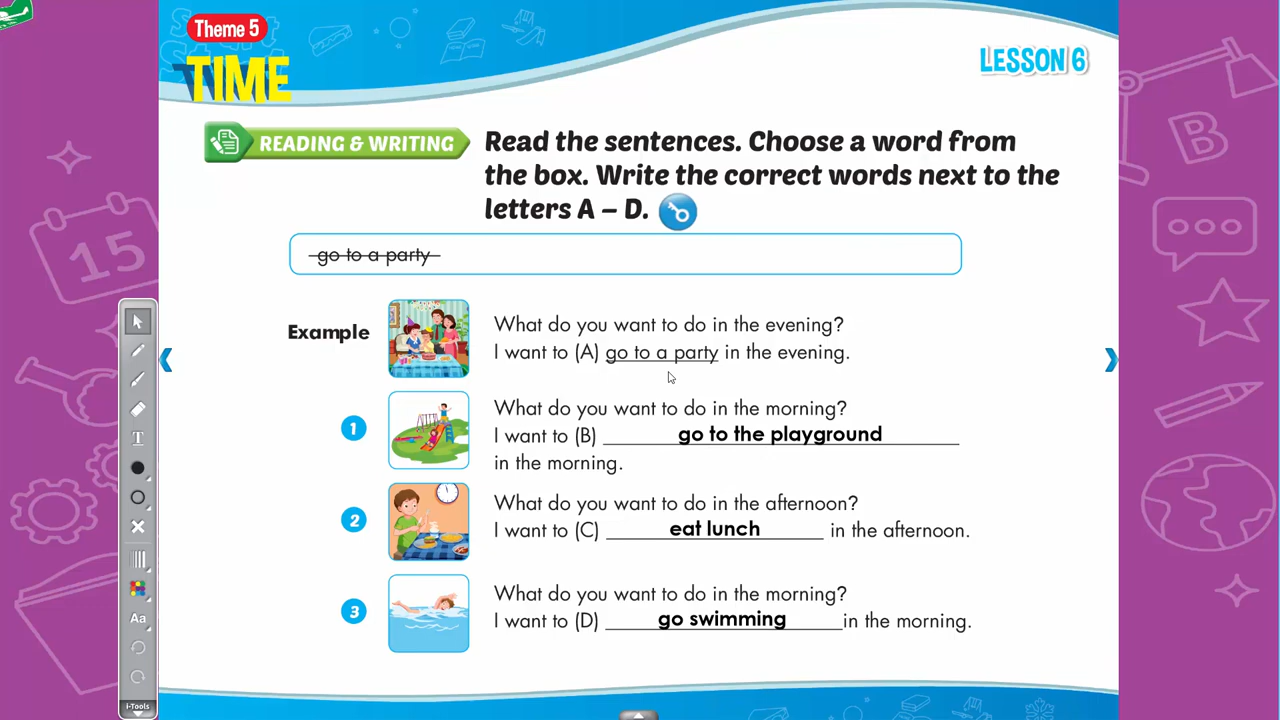 Theme 5
TIME
LESSON 6
READING & WRITING
Read the sentences. Choose a word from
the box. Write the correct words next to the
letters A – D.
go to a party
Example
What do you want to do in the evening?
I want to (A) go to a party in the evening.
1
What do you want to do in the morning?
I want to (B) go to the playground
in the morning.
2
What do you want to do in the afternoon?
I want to (C) eat lunch in the afternoon.
3
What do you want to do in the morning?
I want to (D) go swimming in the morning.
15
B
T
Aa
i-Tools